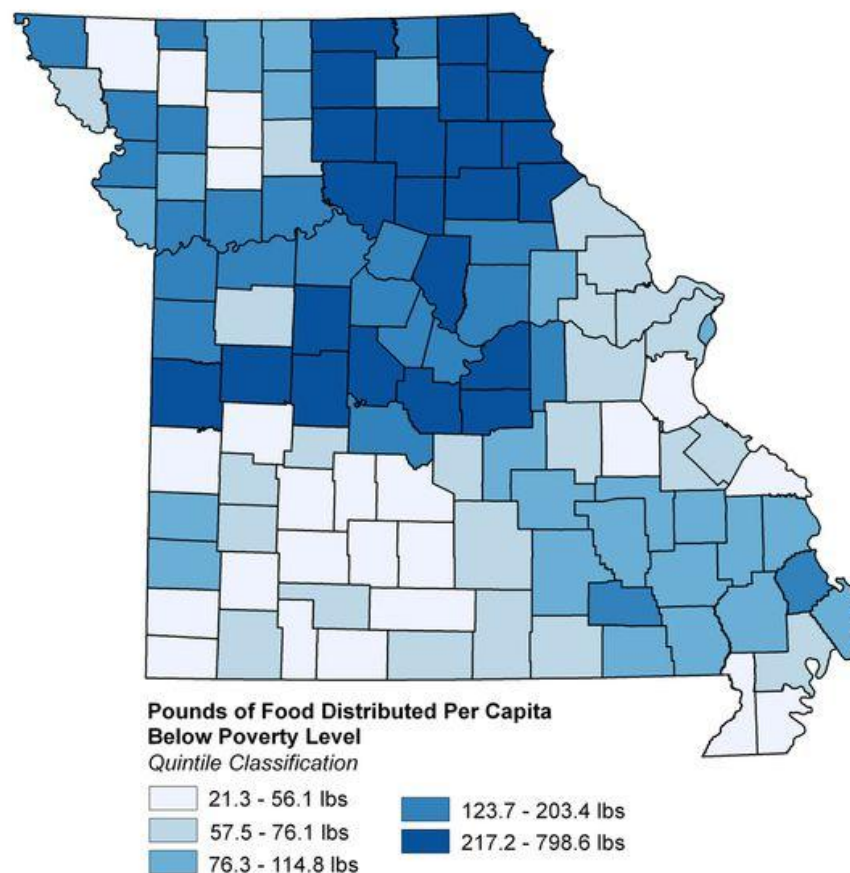 Pounds of Food Distributed Per Capita
Below Poverty Level
Quintile Classification
21.3 - 56.1 lbs
57.5 - 76.1 lbs
76.3 - 114.8 lbs
123.7 - 203.4 lbs
217.2 - 798.6 lbs